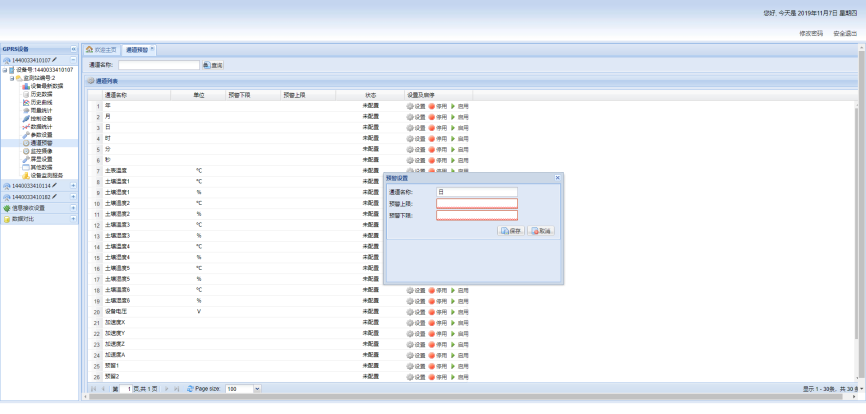 您好, 今天是 2019年11月7日 星期四
修改密码 安全退出
GPRS设备
1440033410107
设备号:1440033410107
监测站编号:2
设备最新数据
历史数据
历史曲线
雨量统计
控制设备
数据统计
参数设置
通道预警
监控摄像
屏显设置
其他数据
设备监测报务
1440033410114
1440033410182
信息接收设置
数据对比
欢迎主页 通道预警
通道名称: 查询
通道列表
通道名称 单位 预警下限 预警上限 状态 设置及启停
1 年 未配置 设置 停用 启用
2 月 未配置 设置 停用 启用
3 日 未配置 设置 停用 启用
4 时 未配置 设置 停用 启用
5 分 未配置 设置 停用 启用
6 秒 未配置 设置 停用 启用
7 土表温度 ℃ 未配置
8 土壤温度1 ℃ 未配置
9 土壤湿度1 % 未配置
10 土壤温度2 ℃ 未配置
11 土壤湿度2 % 未配置
12 土壤温度3 ℃ 未配置
13 土壤湿度3 % 未配置
14 土壤温度4 ℃ 未配置
15 土壤湿度4 % 未配置
16 土壤温度5 ℃ 未配置
17 土壤湿度5 % 未配置
18 土壤温度6 ℃ 未配置 设置 停用 启用
19 土壤湿度6 % 未配置 设置 停用 启用
20 设备电压 V 未配置 设置 停用 启用
21 加速度X 未配置 设置 停用 启用
22 加速度Y 未配置 设置 停用 启用
23 加速度Z 未配置 设置 停用 启用
24 加速度A 未配置 设置 停用 启用
25 预留1 未配置 设置 停用 启用
26 预留2 未配置 设置 停用 启用
预警设置
通道名称: 日
预警上限:
预警下限:
保存 取消
第 1 页,共 1 页 Page size: 100
显示 1 - 30条, 共 30